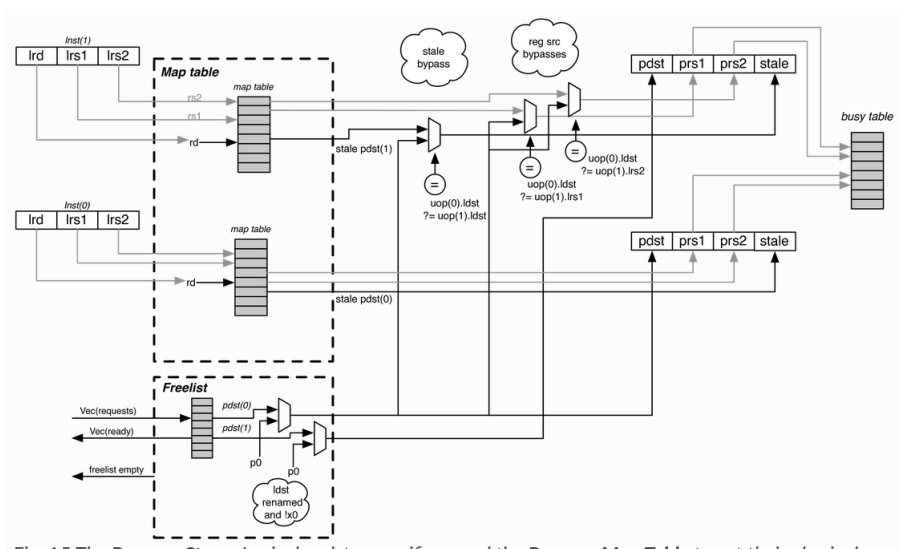 Inst(1)
lrd lrs1 lrs2
Map table
map table
rs2
rs1
rd
stale pdst(1)
stale
bypass
reg src
bypasses
=
uop(0).ldst
?= uop(1).ldst
=
uop(0).ldst
?= uop(1).lrs1
=
uop(0).ldst
?= uop(1).lrs2
pdst prs1 prs2 stale
busy table
Inst(0)
lrd lrs1 lrs2
map table
rd
stale pdst(0)
pdst prs1 prs2 stale
Freelist
Vec(requests)
Vec(ready)
freelist empty
pdst(0)
pdst(1)
p0
p0
ldst
renamed
and !x0